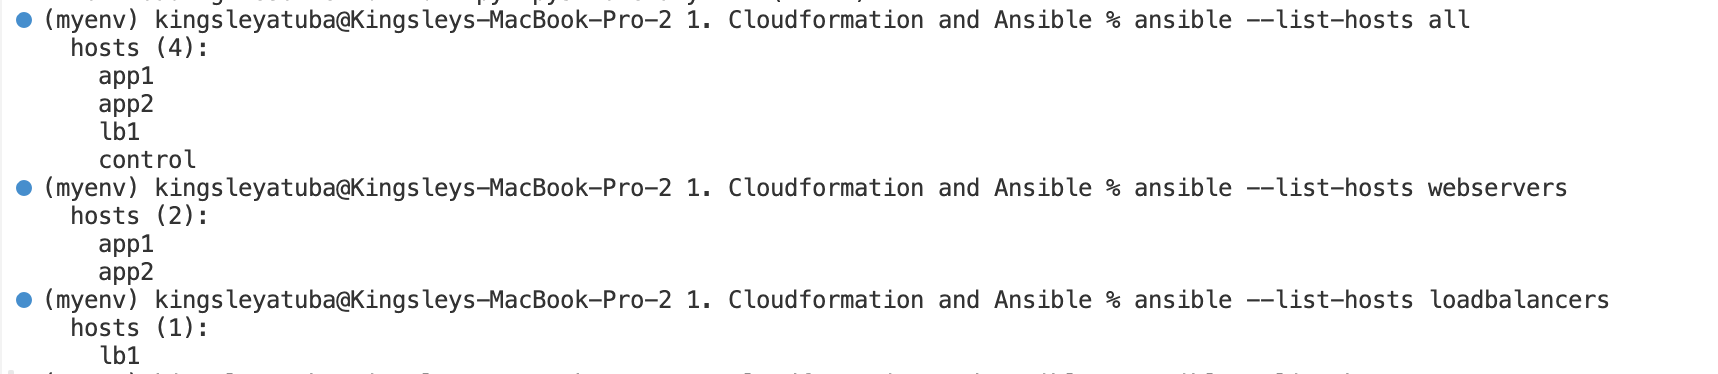 (myenv) kingsleyatuba@Kingsleys-MacBook-Pro-2 1. Cloudformation and Ansible % ansible --list-hosts all
hosts (4):
app1
app2
lb1
control
(myenv) kingsleyatuba@Kingsleys-MacBook-Pro-2 1. Cloudformation and Ansible % ansible --list-hosts webservers
hosts (2):
app1
app2
(myenv) kingsleyatuba@Kingsleys-MacBook-Pro-2 1. Cloudformation and Ansible % ansible --list-hosts loadbalancers
hosts (1):
lb1